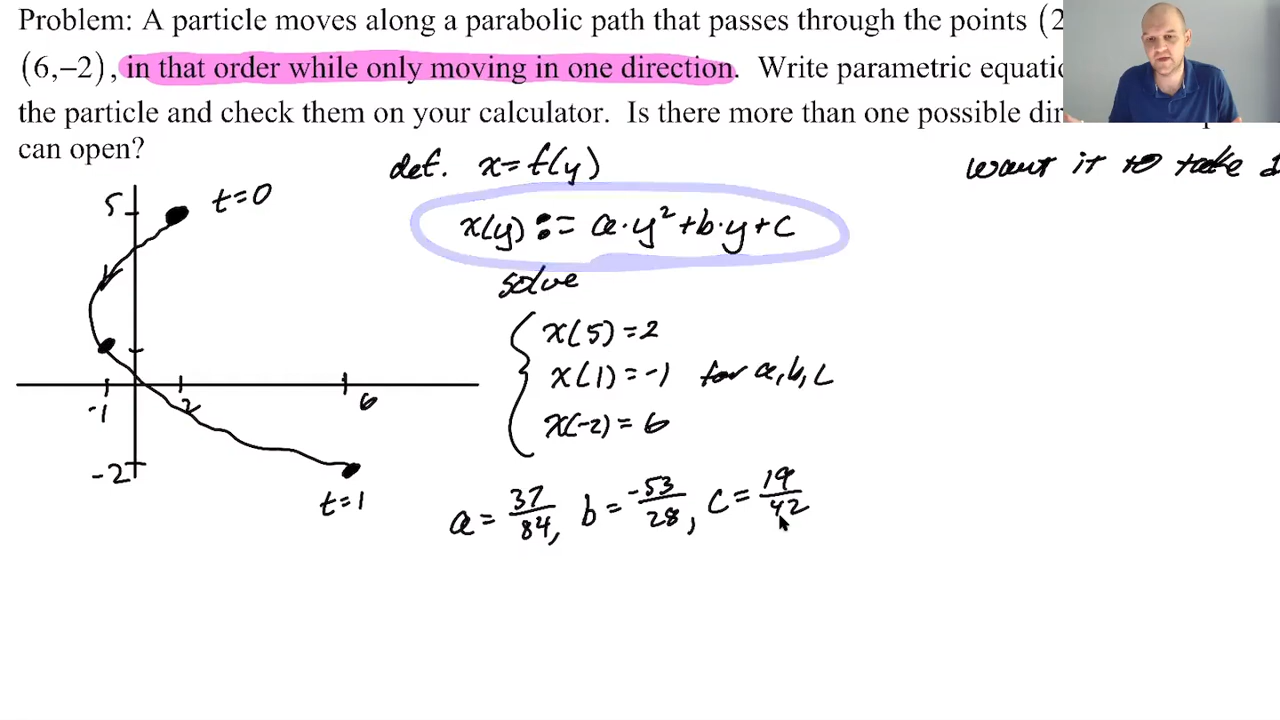 Problem: A particle moves along a parabolic path that passes through the points (2
(6,–2), in that order while only moving in one direction. Write parametric
the particle and check them on your calculator. Is there more than one possible
can open?
def. x=f(y)
want it to take
5
t=0
x(y) := a·y²+b·y+c
solve
x(5)=2
x(1)=-1 for a,b,c
x(-2)=6
-1
2
6
-2
t=1
a=37/84, b=-53/28, c=19/42